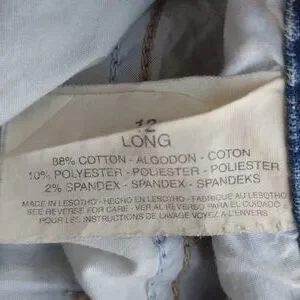 12
LONG
88% COTTON - ALGODON - COTON
10% POLYESTER - POLIESTER - POLIESTER
2% SPANDEX - SPANDEX - SPANDEKS
MADE IN LESOTHO - HECHO EN LESOTHO - FABRIQUE AU LESOTHO
SEE REVERSE FOR CARE - VER AL REVERSO PARA EL CUIDADO
POUR LES INSTRUCTIONS DE LAVAGE VOYEZ A L'ENVERS